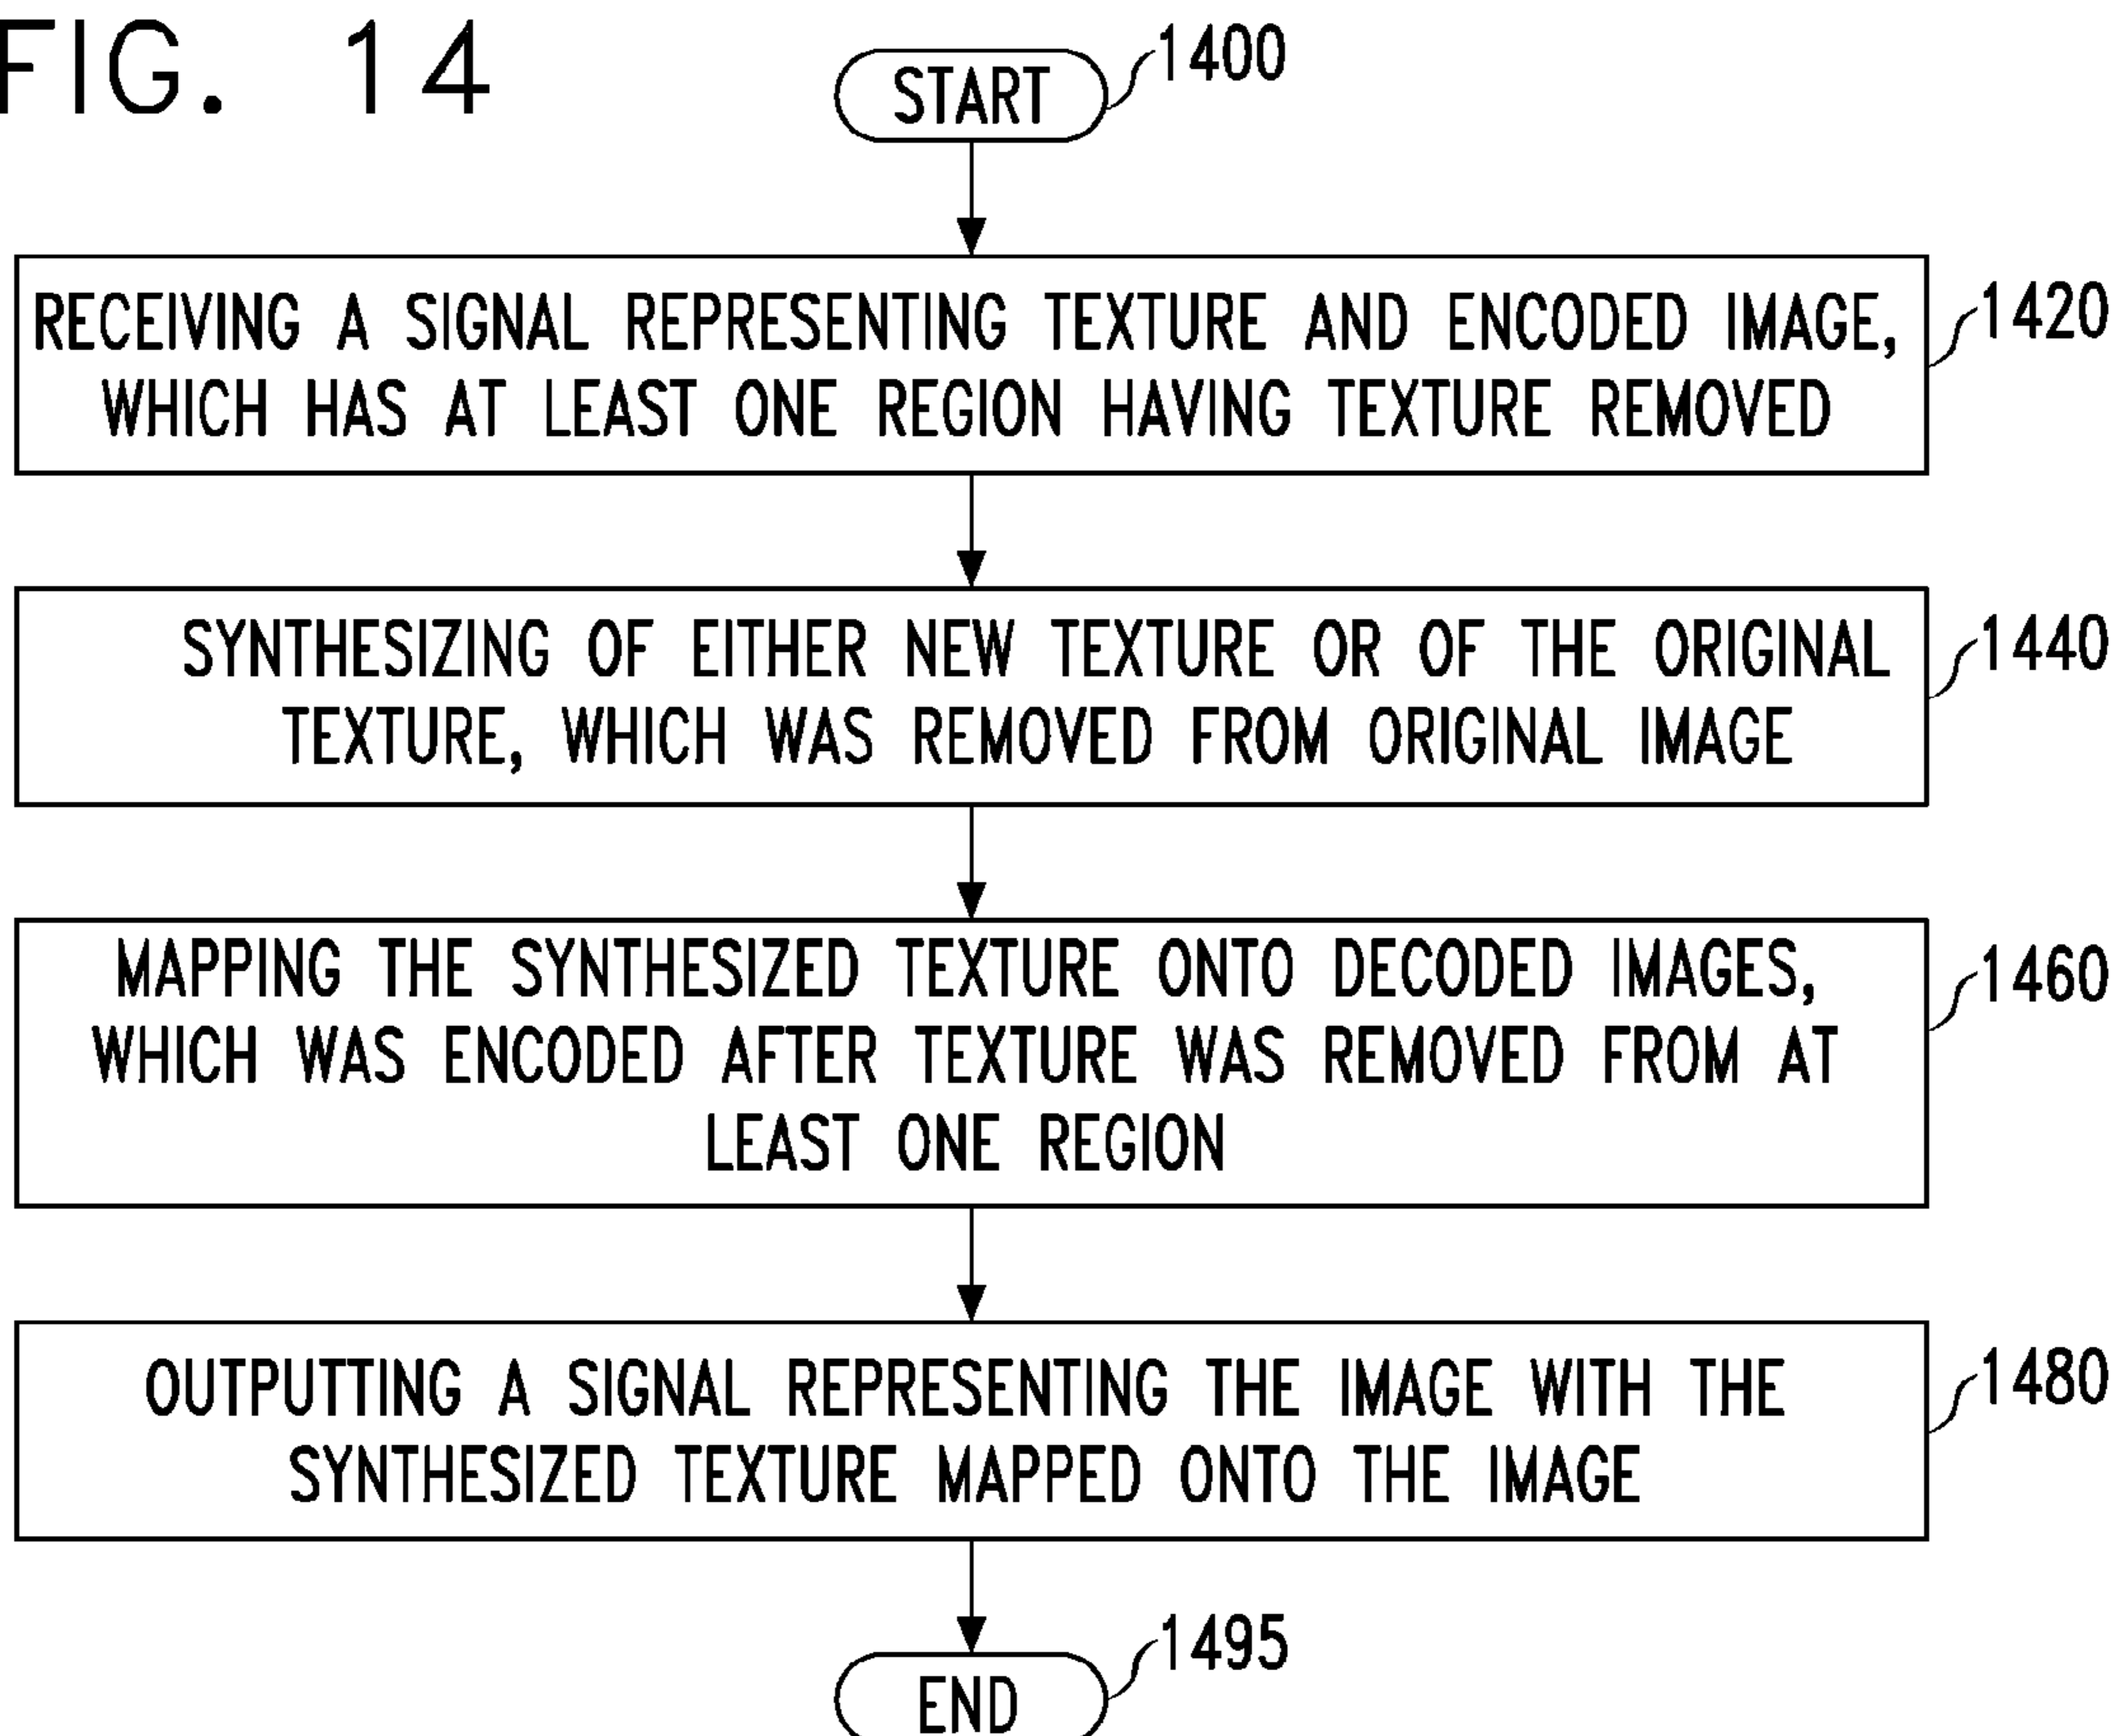 FIG. 14
START
1400
RECEIVING A SIGNAL REPRESENTING TEXTURE AND ENCODED IMAGE,
WHICH HAS AT LEAST ONE REGION HAVING TEXTURE REMOVED
1420
SYNTHESIZING OF EITHER NEW TEXTURE OR OF THE ORIGINAL
TEXTURE, WHICH WAS REMOVED FROM ORIGINAL IMAGE
1440
MAPPING THE SYNTHESIZED TEXTURE ONTO DECODED IMAGES,
WHICH WAS ENCODED AFTER TEXTURE WAS REMOVED FROM AT
LEAST ONE REGION
1460
OUTPUTTING A SIGNAL REPRESENTING THE IMAGE WITH THE
SYNTHESIZED TEXTURE MAPPED ONTO THE IMAGE
1480
END
1495